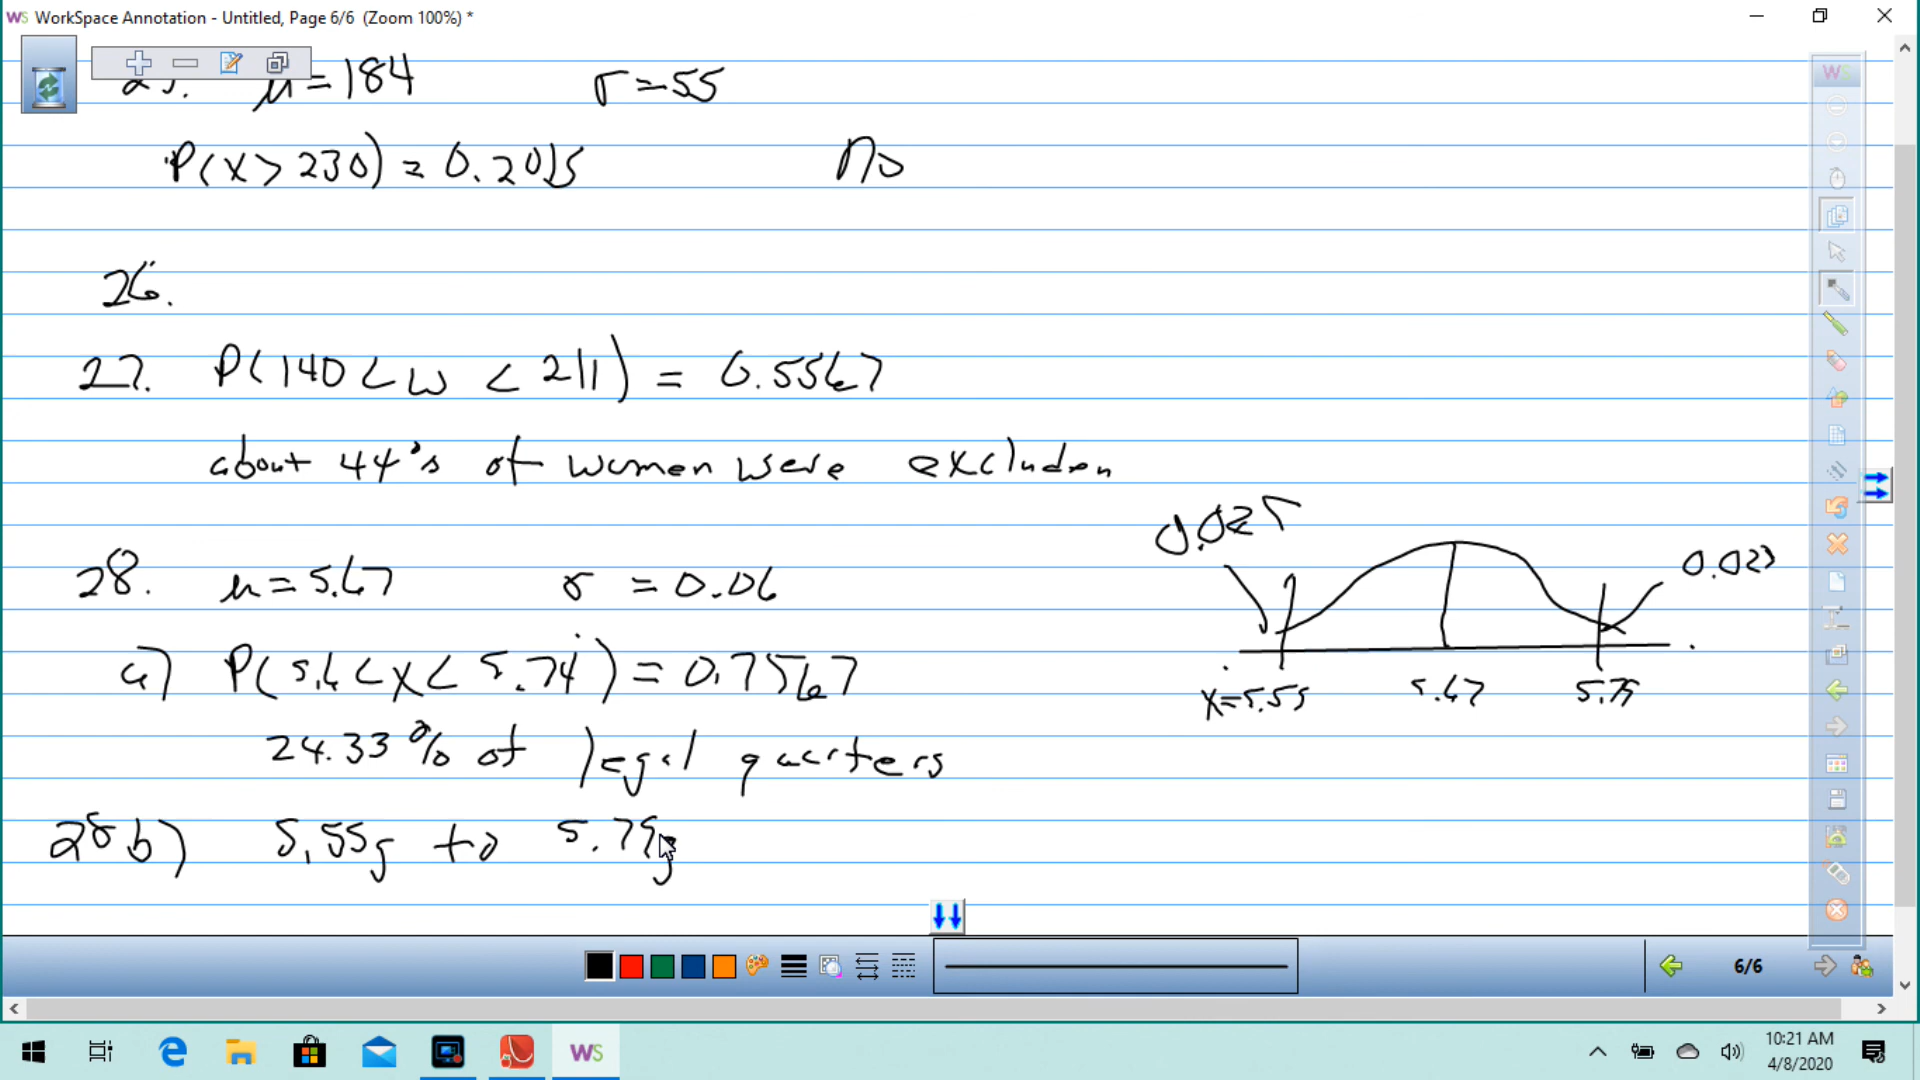 WS WorkSpace Annotation - Untitled, Page 6/6 (Zoom 100%) *
μ = 184 σ = 55
P(x > 230) = 0.2015 No
26.
27. P(140 < w < 211) = 0.5567
about 44% of women were
28. μ = 5.67 σ = 0.06
0.025
0.025
a) P(5.6 < x < 5.74) = 0.7567
x = 5.55 5.67 5.79
24.33% of legal quarters
28 b) 5.55g to 5.79g
6/6
WS
10:21 AM
4/8/2020